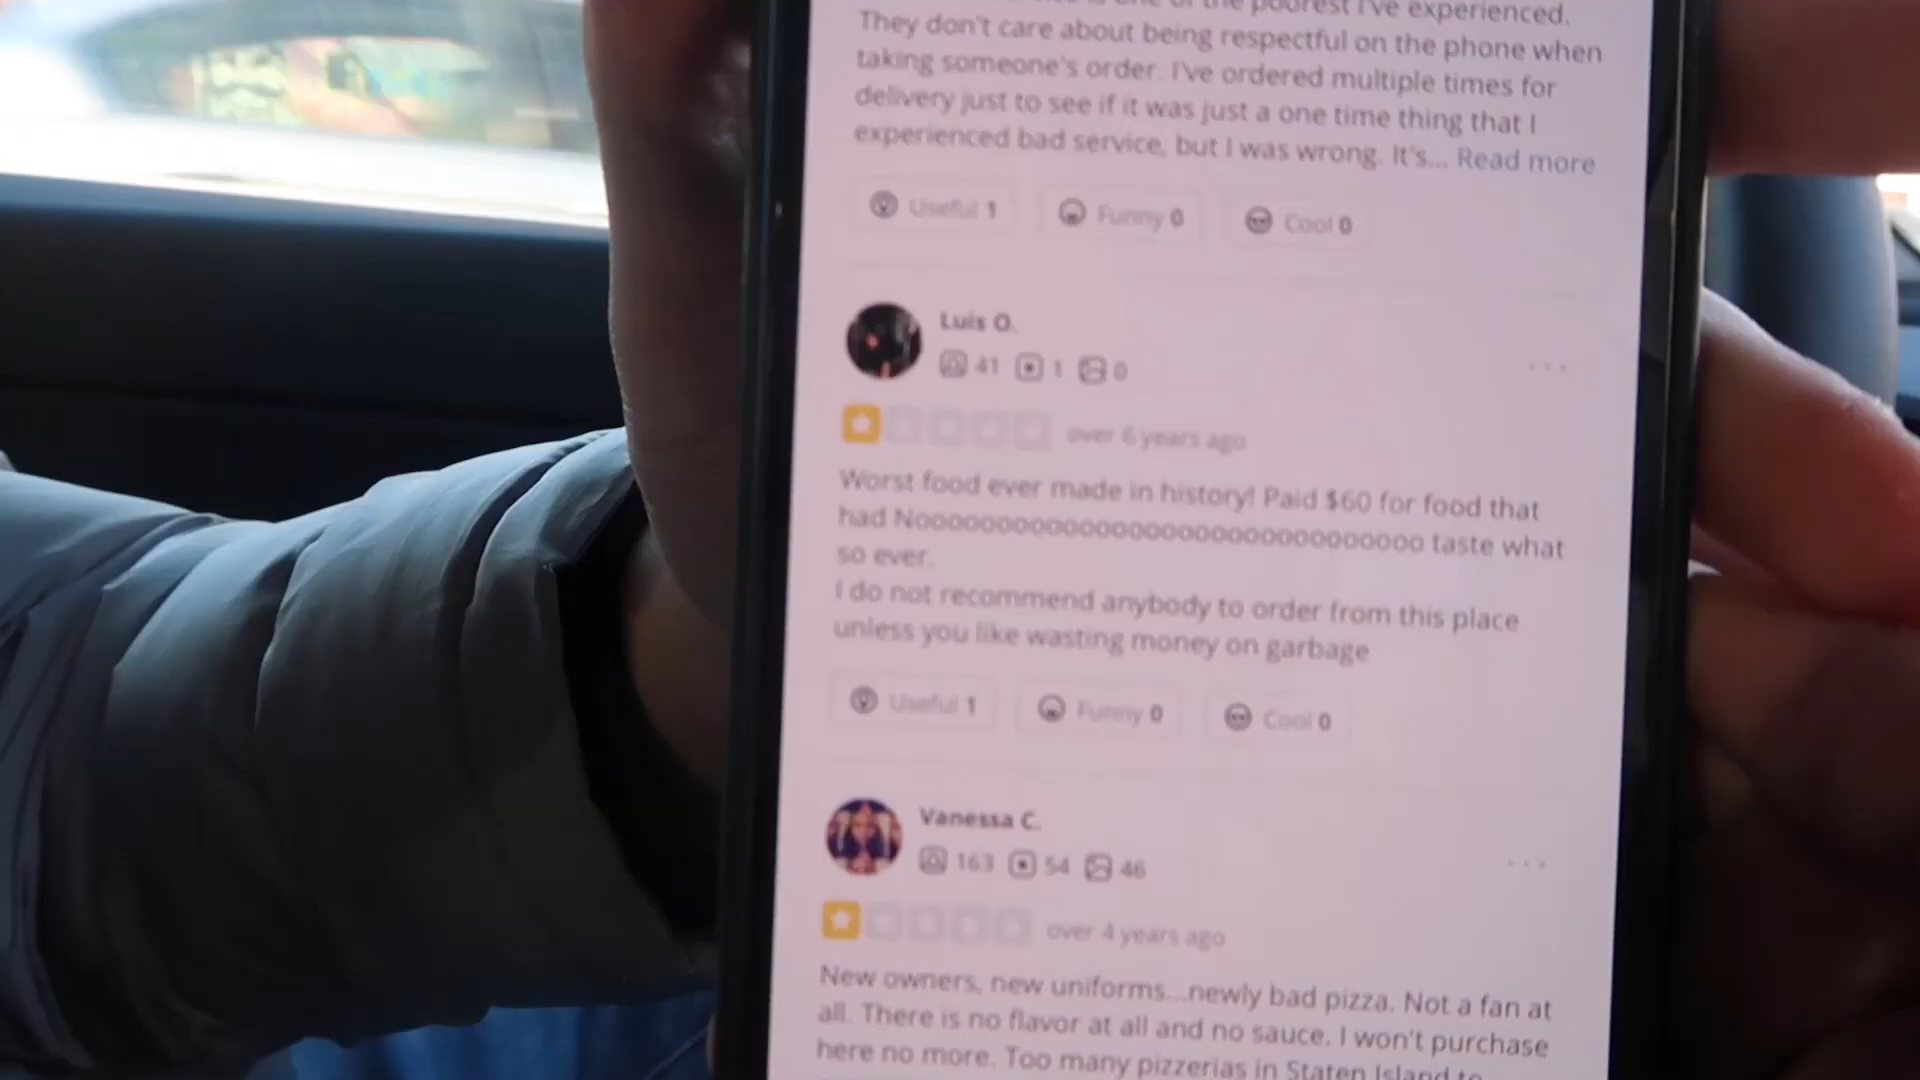 the poorest I've experienced.
They don't care about being respectful on the phone when
taking someone's order. I've ordered multiple times for
delivery just to see if it was just a one time thing that I
experienced bad service, but I was wrong. It's... Read more
Useful 1 Funny 0 Cool 0
Luis O.
41 1 0
over 6 years ago
Worst food ever made in history! Paid $60 for food that
had Nooooooooooooooooooooooooooooooooo taste what
so ever.
I do not recommend anybody to order from this place
unless you like wasting money on garbage
Useful 1 Funny 0 Cool 0
Vanessa C.
163 54 46
over 4 years ago
New owners, new uniforms...newly bad pizza. Not a fan at
all. There is no flavor at all and no sauce. I won't purchase
here no more. Too many pizzerias in Staten Island to